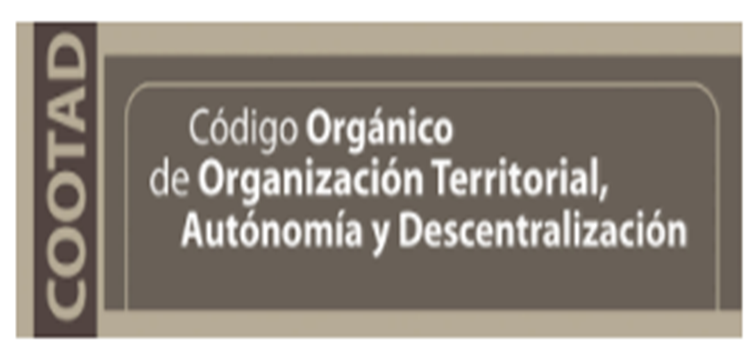 COOTAD
Código Orgánico
de Organización Territorial,
Autónomía y Descentralización